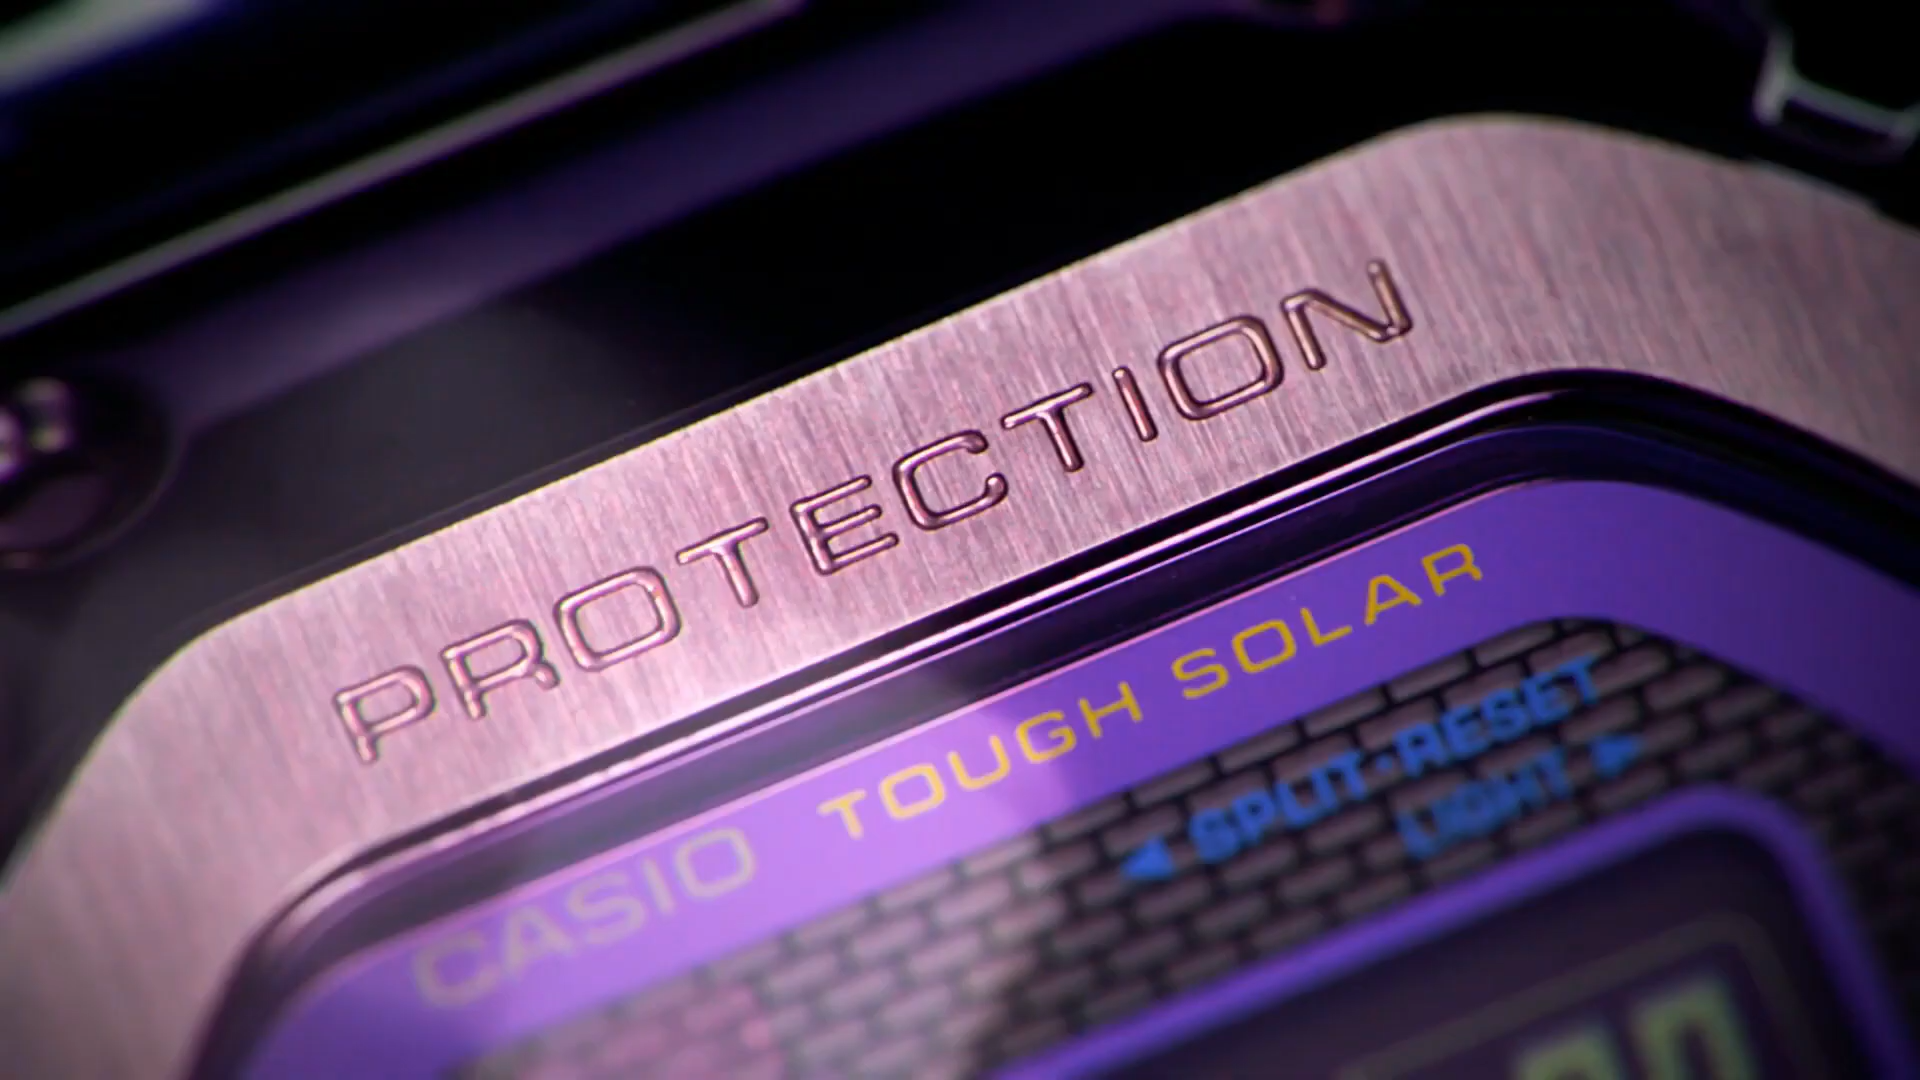 PROTECTION
CASIO TOUGH SOLAR
◀ SPLIT•RESET
LIGHT ▶